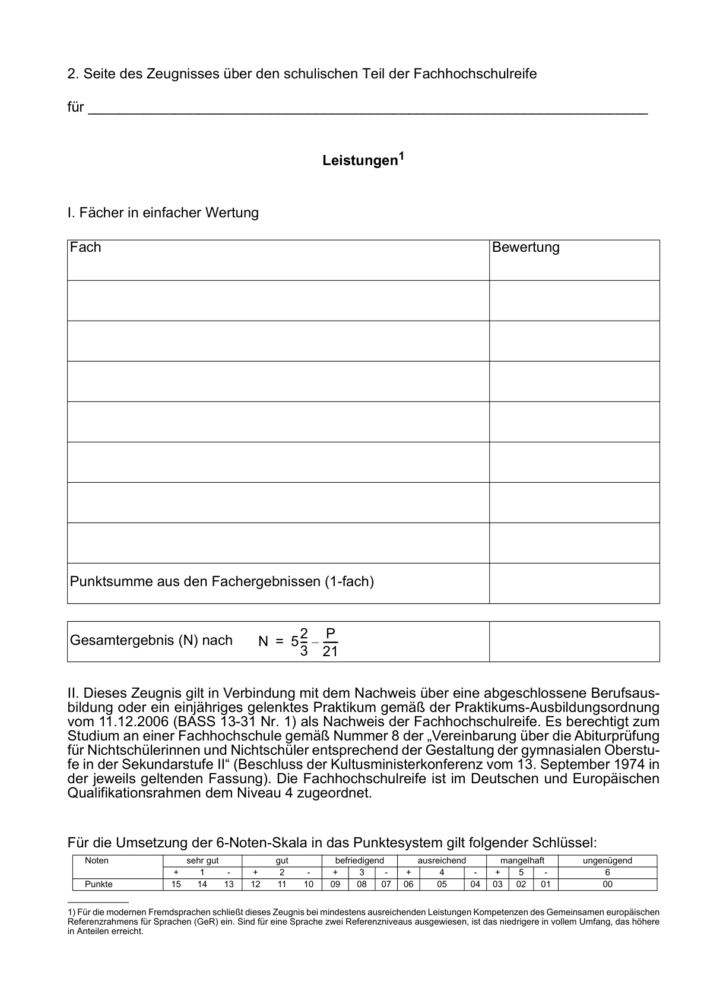 2. Seite des Zeugnisses über den schulischen Teil der Fachhochschulreife
für ______________________________________________________________________
Leistungen¹
I. Fächer in einfacher Wertung
Fach Bewertung
Punktsumme aus den Fachergebnissen (1-fach)
Gesamtergebnis (N) nach N = 5 2/3 – P/21
II. Dieses Zeugnis gilt in Verbindung mit dem Nachweis über eine abgeschlossene Berufsaus-
bildung oder ein einjähriges gelenktes Praktikum gemäß der Praktikums-Ausbildungsordnung
vom 11.12.2006 (BASS 13-31 Nr. 1) als Nachweis der Fachhochschulreife. Es berechtigt zum
Studium an einer Fachhochschule gemäß Nummer 8 der „Vereinbarung über die Abiturprüfung
für Nichtschülerinnen und Nichtschüler entsprechend der Gestaltung der gymnasialen Oberstu-
fe in der Sekundarstufe II“ (Beschluss der Kultusministerkonferenz vom 13. September 1974 in
der jeweils geltenden Fassung). Die Fachhochschulreife ist im Deutschen und Europäischen
Qualifikationsrahmen dem Niveau 4 zugeordnet.
Für die Umsetzung der 6-Noten-Skala in das Punktesystem gilt folgender Schlüssel:
Noten sehr gut gut befriedigend ausreichend mangelhaft ungenügend
+ 1 - + 2 - + 3 - + 4 - + 5 - 6
Punkte 15 14 13 12 11 10 09 08 07 06 05 04 03 02 01 00
1) Für die modernen Fremdsprachen schließt dieses Zeugnis bei mindestens ausreichenden Leistungen Kompetenzen des Gemeinsamen europäischen
Referenzrahmens für Sprachen (GeR) ein. Sind für eine Sprache zwei Referenzniveaus ausgewiesen, ist das niedrigere in vollem Umfang, das höhere
in Anteilen erreicht.